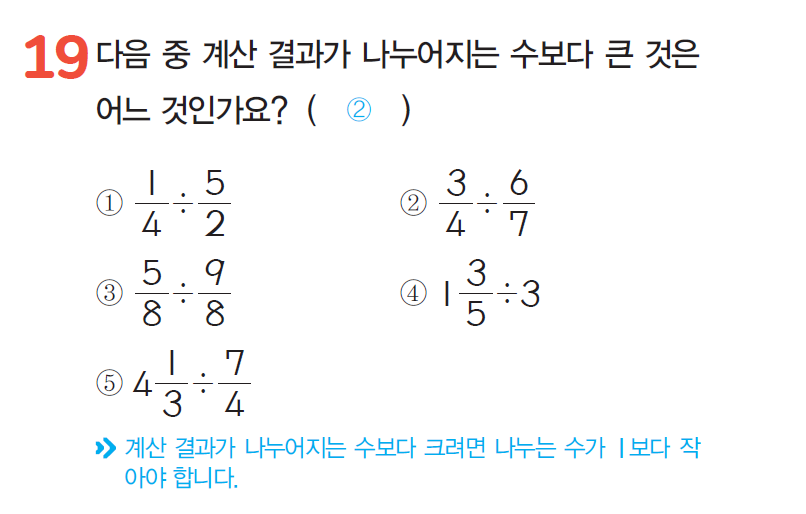 19 다음 중 계산 결과가 나누어지는 수보다 큰 것은
어느 것인가요? ( ② )
① 1/4 ÷ 5/2 ② 3/4 ÷ 6/7
③ 5/8 ÷ 9/8 ④ 1 3/5 ÷ 3
⑤ 4 1/3 ÷ 7/4
계산 결과가 나누어지는 수보다 크려면 나누는 수가 1보다 작
아야 합니다.